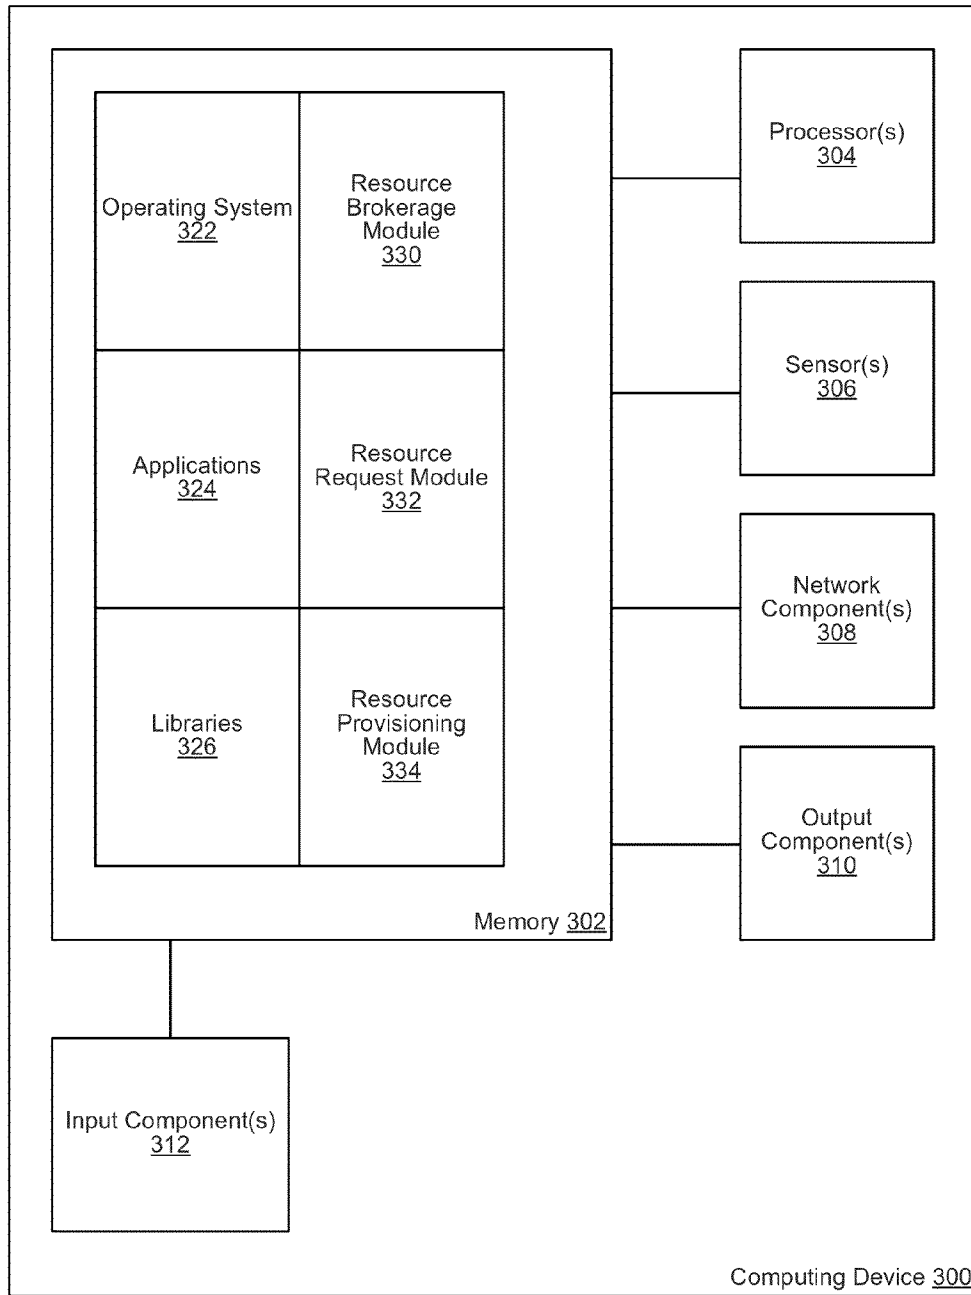 Operating System
322
Resource
Brokerage
Module
330
Applications
324
Resource
Request Module
332
Libraries
326
Resource
Provisioning
Module
334
Memory 302
Processor(s)
304
Sensor(s)
306
Network
Component(s)
308
Output
Component(s)
310
Input Component(s)
312
Computing Device 300